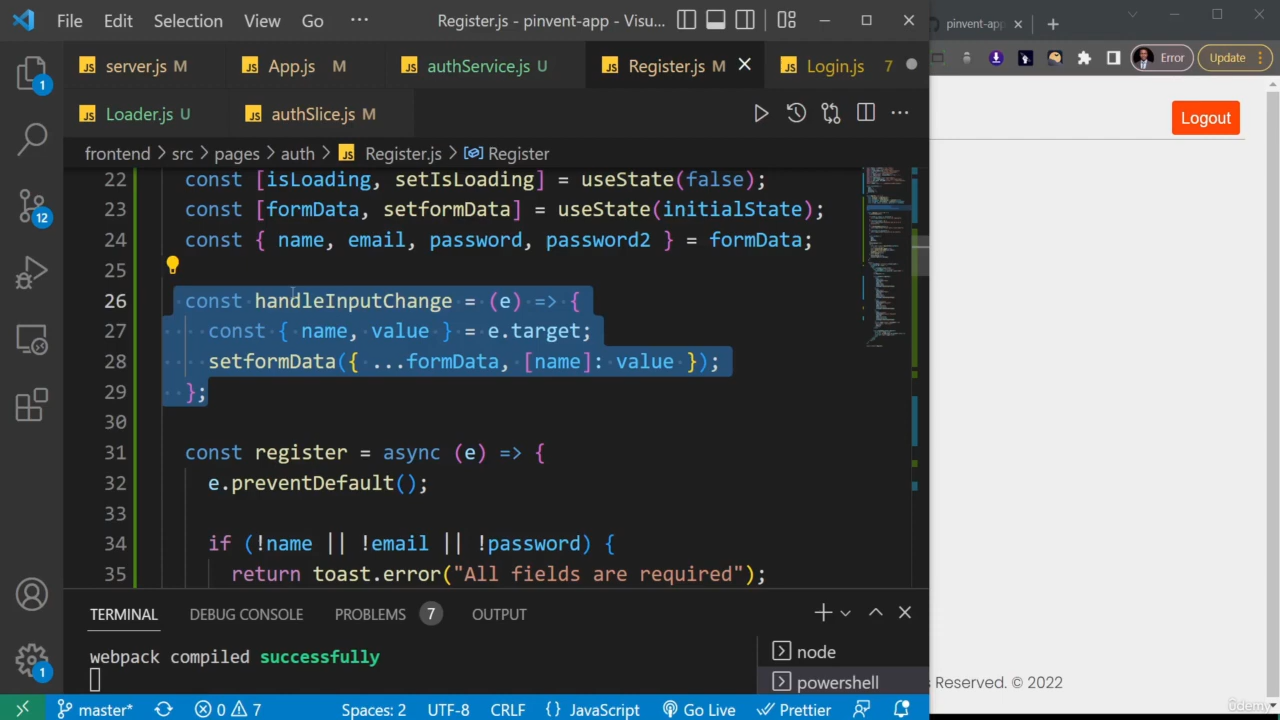 File Edit Selection View Go ··· Register.js - pinvent-app - Visu...
pinvent-app
server.js M App.js M authService.js U Register.js M Login.js 7
Error Update
Loader.js U authSlice.js M
Logout
frontend > src > pages > auth > Register.js > Register
22 const [isLoading, setIsLoading] = useState(false);
23 const [formData, setformData] = useState(initialState);
24 const { name, email, password, password2 } = formData;
25
26 const handleInputChange = (e) => {
27 const { name, value } = e.target;
28 setformData({ ...formData, [name]: value });
29 };
30
31 const register = async (e) => {
32 e.preventDefault();
33
34 if (!name || !email || !password) {
35 return toast.error("All fields are required");
1
12
1
TERMINAL DEBUG CONSOLE PROBLEMS 7 OUTPUT
webpack compiled successfully
node
powershell
s Reserved. © 2022
master* 0 7 Spaces: 2 UTF-8 CRLF {} JavaScript Go Live Prettier
ûdemy